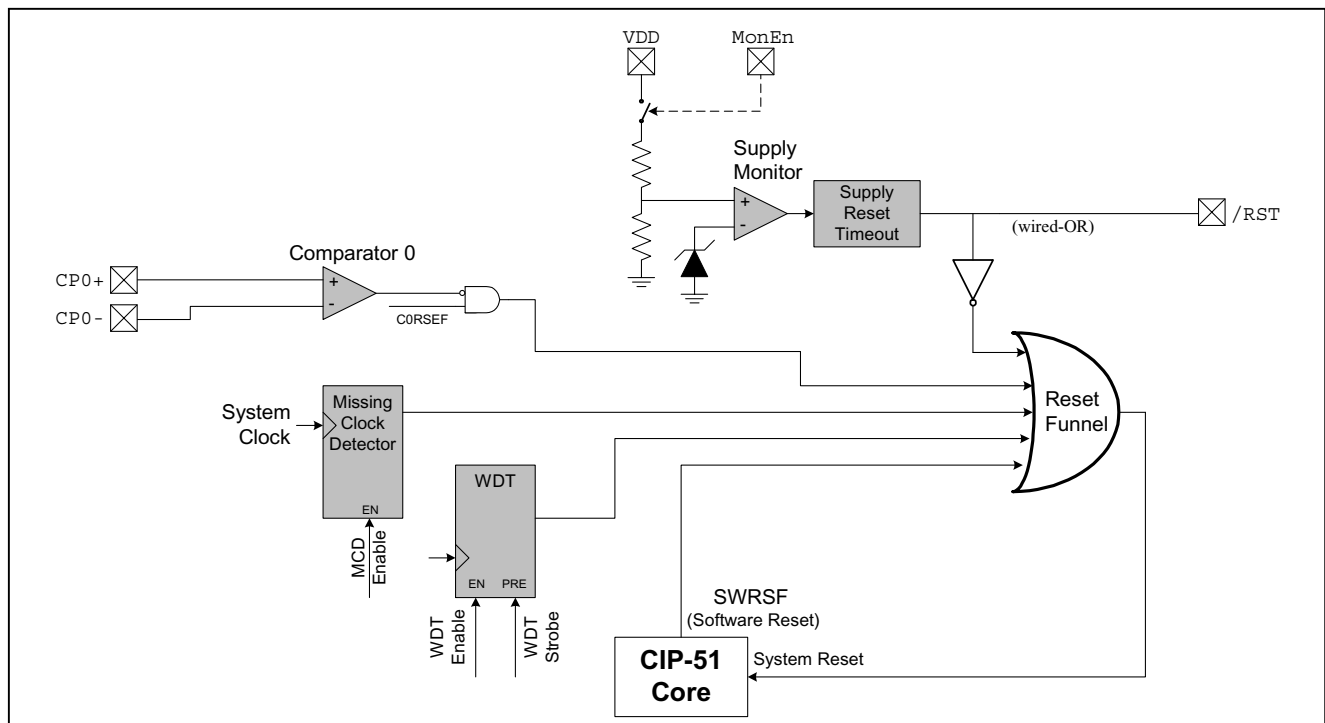 VDD
MonEn
Supply
Monitor
+
-
Supply
Reset
Timeout
(wired-OR)
/RST
Comparator 0
CP0+
CP0-
+
-
C0RSEF
System
Clock
Missing
Clock
Detector
EN
MCD
Enable
WDT
EN
PRE
WDT
Enable
WDT
Strobe
Reset
Funnel
SWRSF
(Software Reset)
CIP-51
Core
System Reset